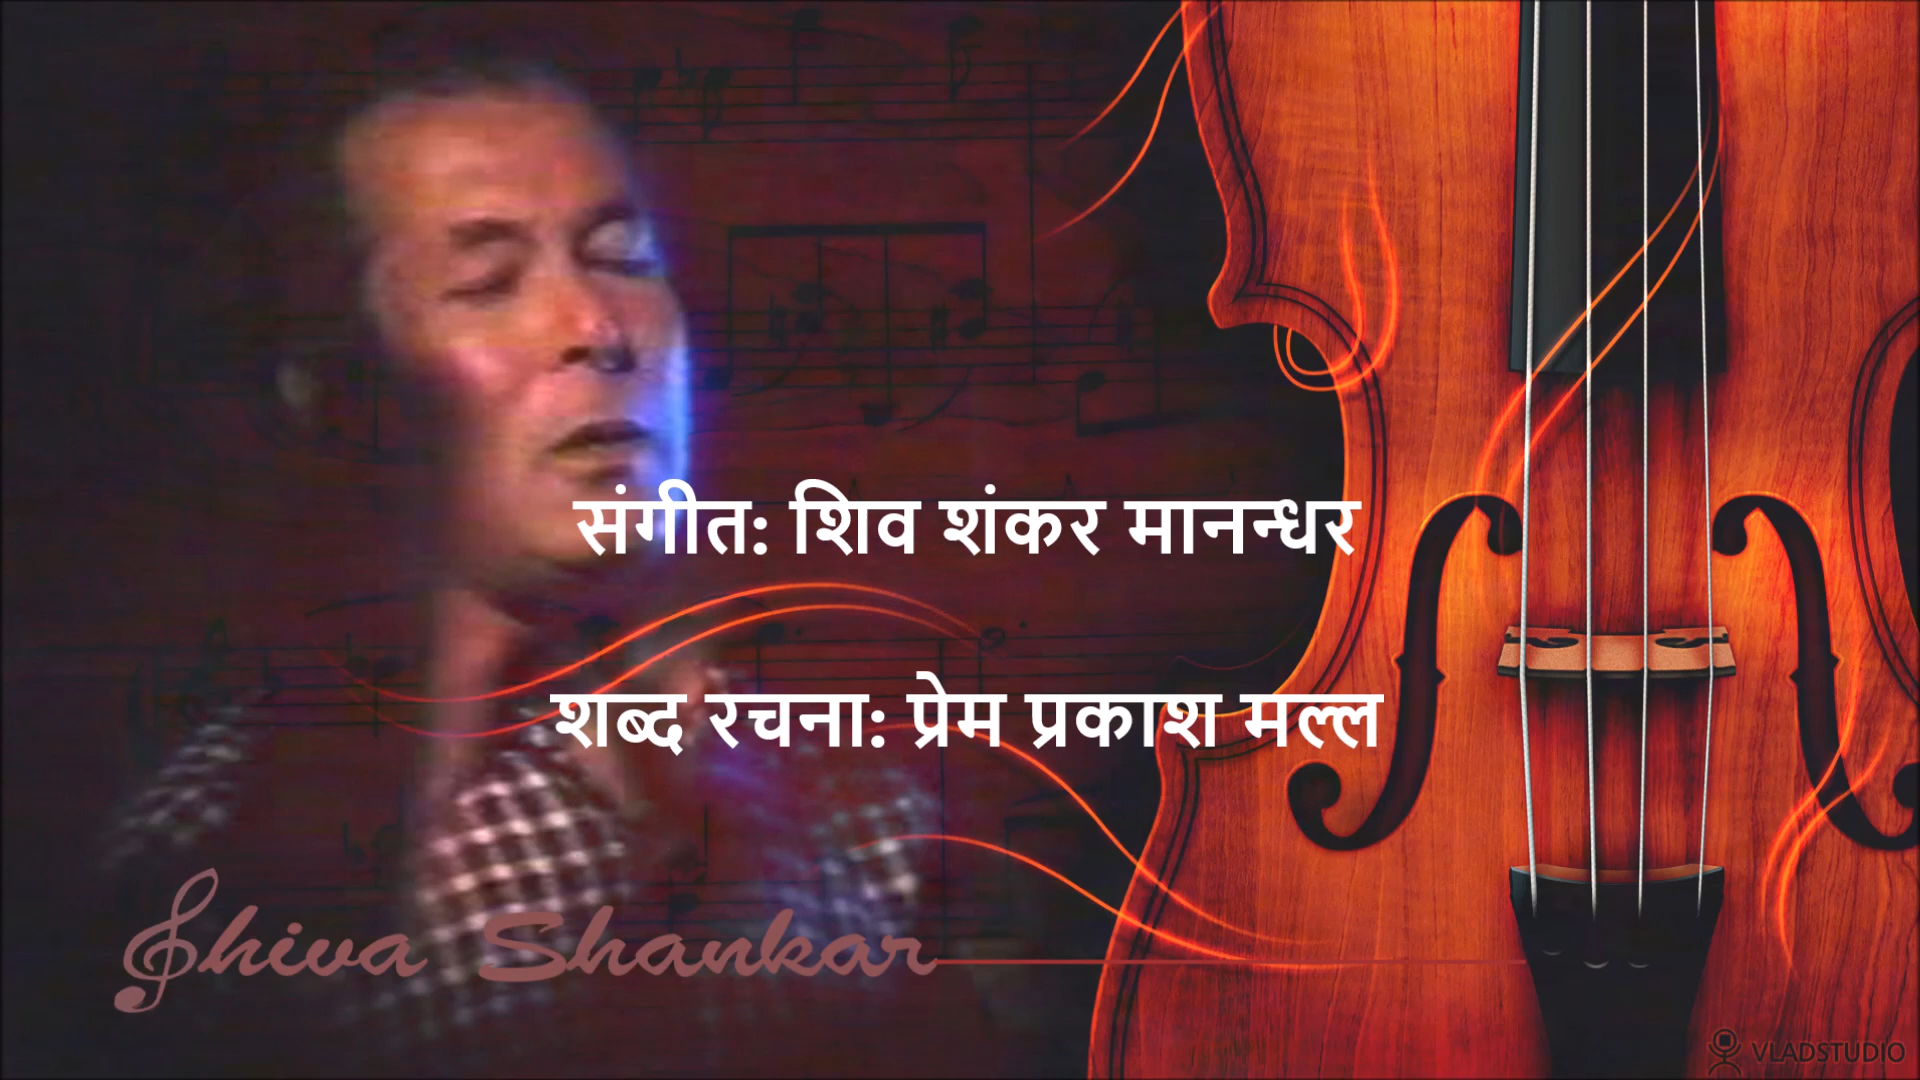 संगीत: शिव शंकर मानन्धर
शब्द रचना: प्रेम प्रकाश मल्ल
Shiva Shankar
VLADSTUDIO